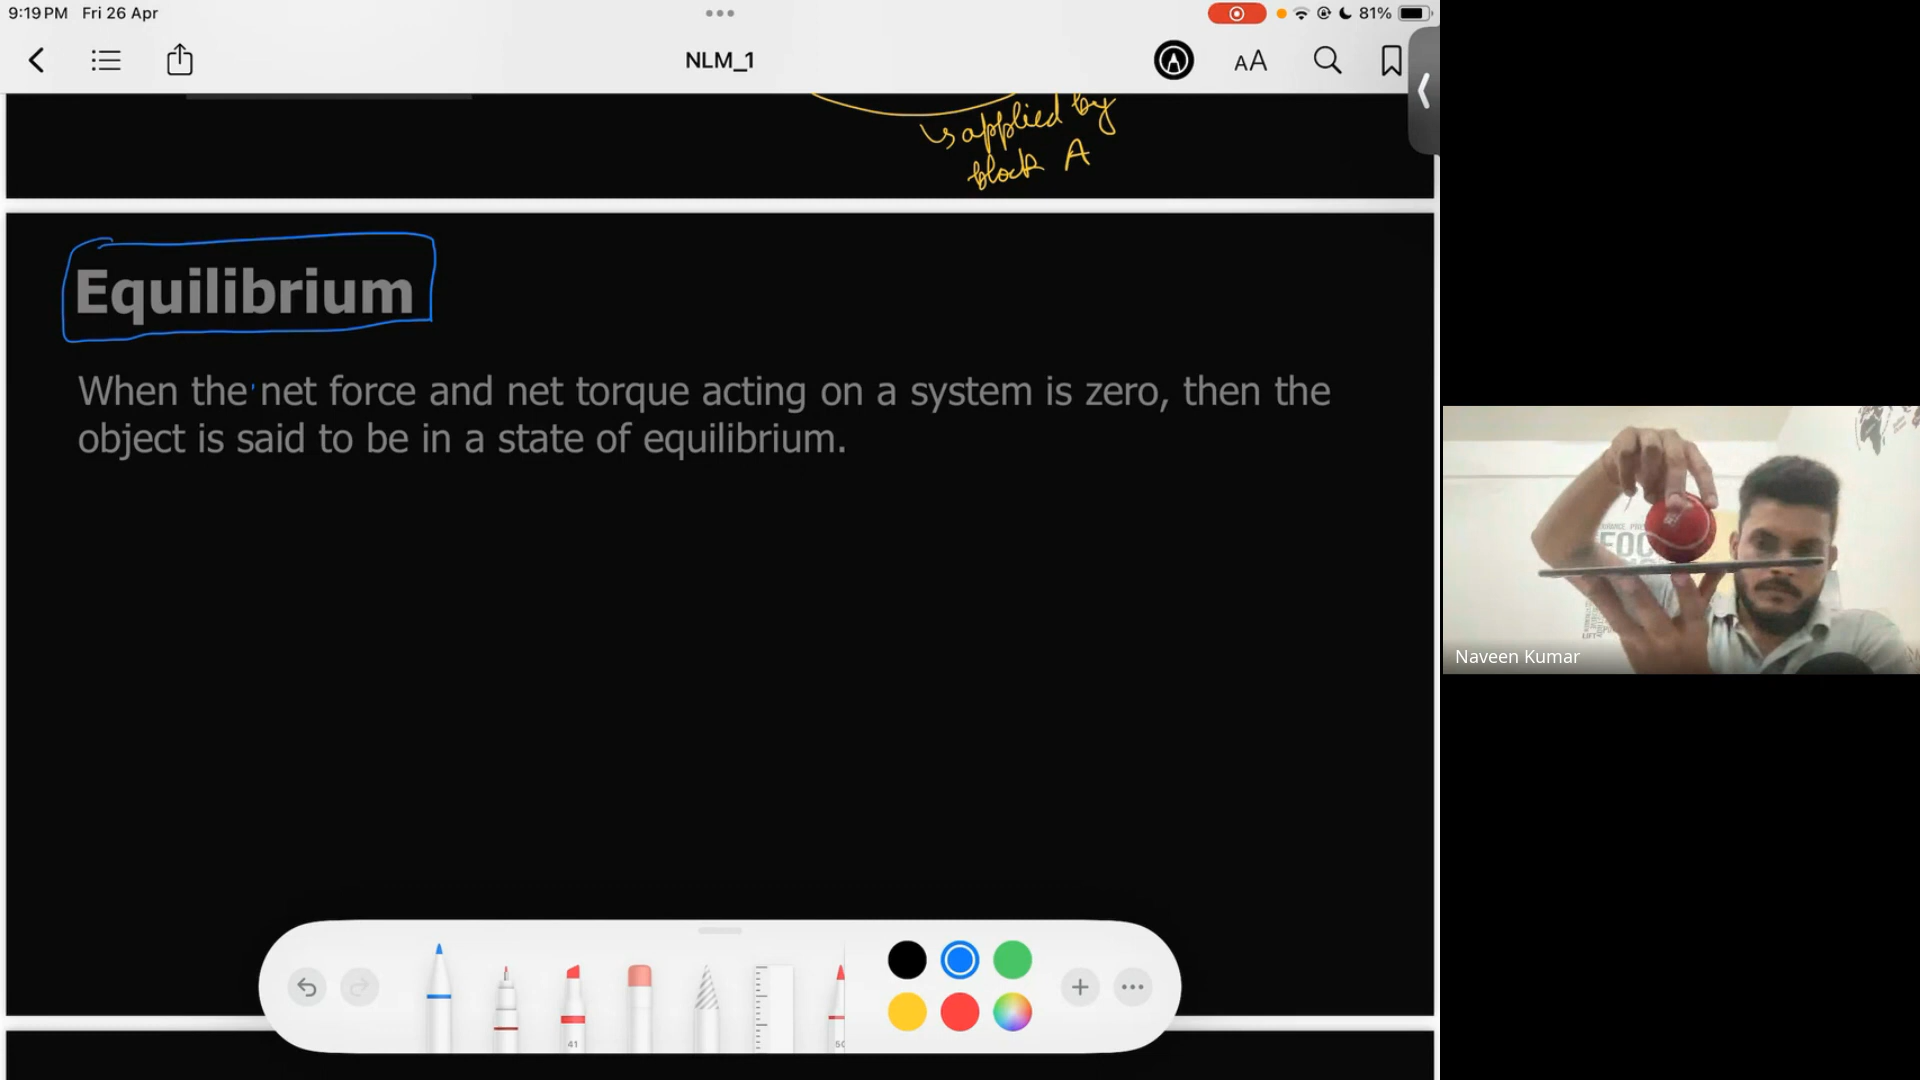 9:19 PM Fri 26 Apr
81%
NLM_1
AA
applied by
block A
Equilibrium
When the net force and net torque acting on a system is zero, then the
object is said to be in a state of equilibrium.
41
Naveen Kumar